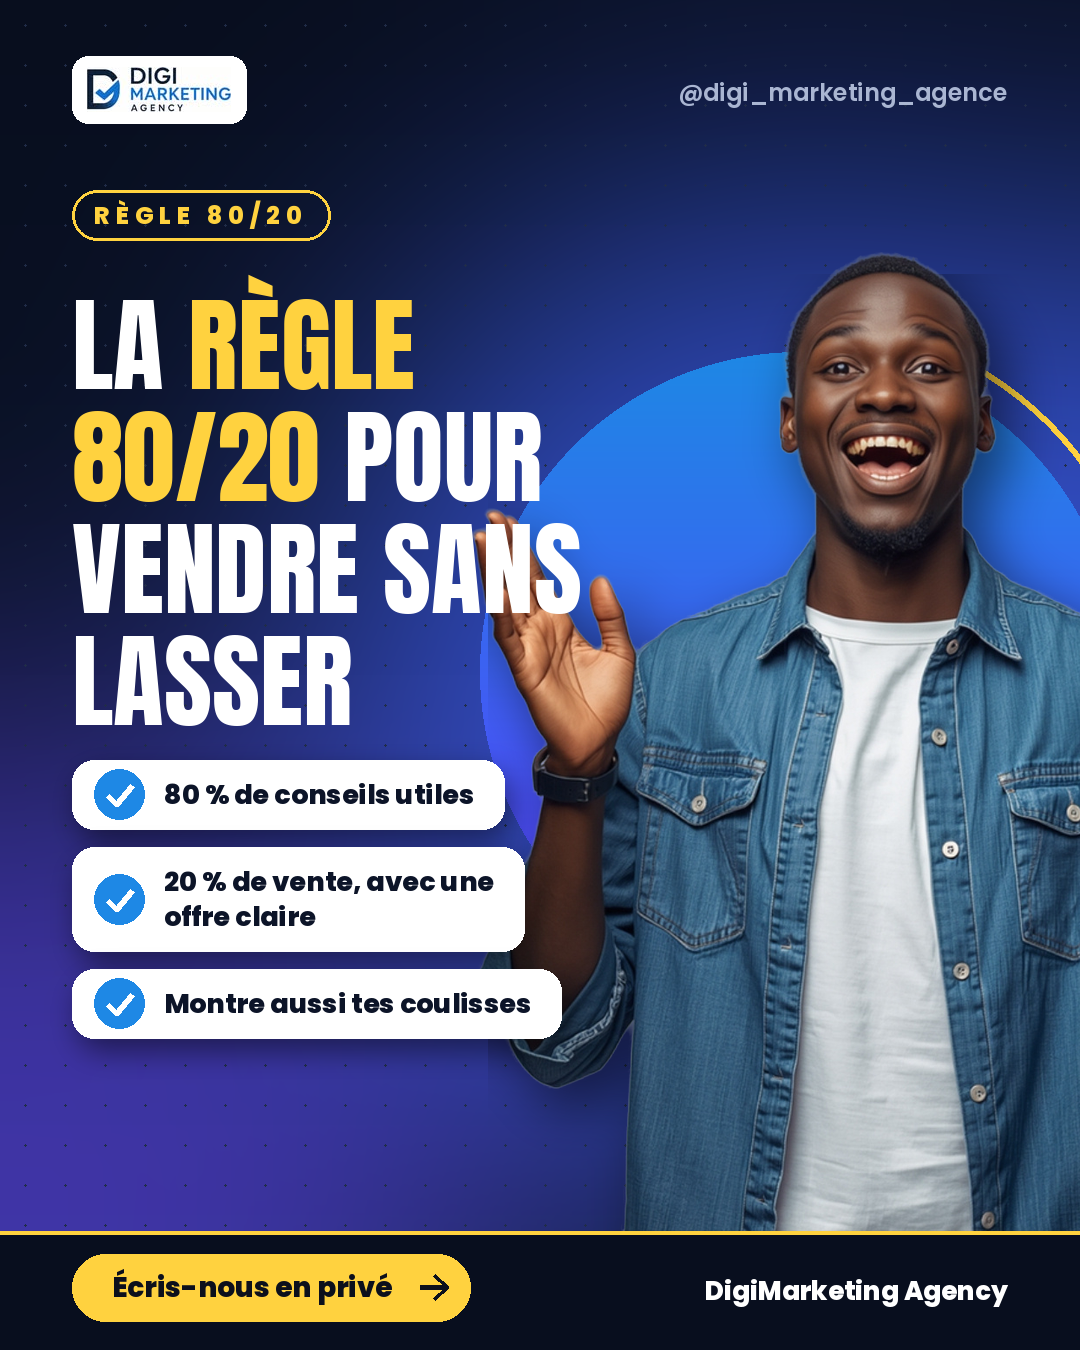 DIGI
MARKETING
AGENCY
@digi_marketing_agence
RÈGLE 80/20
LA RÈGLE
80/20 POUR
VENDRE SANS
LASSER
80 % de conseils utiles
20 % de vente, avec une
offre claire
Montre aussi tes coulisses
Écris-nous en privé
DigiMarketing Agency